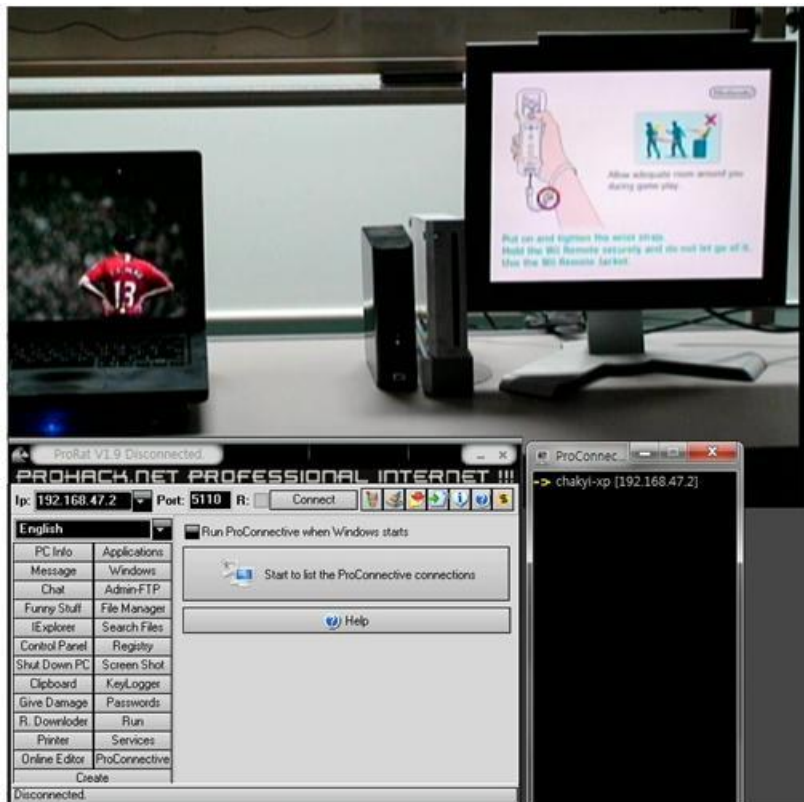 Nintendo
Allow adequate room around you
during game play.
Put on and tighten the wrist strap.
Hold the Wii Remote securely and do not let go of it.
Use the Wii Remote Jacket.
13
ProRat V1.9 Disconnected.
PROHACK.NET PROFESSIONAL INTERNET !!!
Ip: 192.168.47.2 Port: 5110 R: Connect
English
Run ProConnective when Windows starts
PC Info Applications
Message Windows
Chat Admin-FTP
Funny Stuff File Manager
IExplorer Search Files
Control Panel Registry
Shut Down PC Screen Shot
Clipboard KeyLogger
Give Damage Passwords
R. Downloder Run
Printer Services
Online Editor ProConnective
Create
Start to list the ProConnective connections
Help
Disconnected.
ProConnec...
-> chakyi-xp [192.168.47.2]